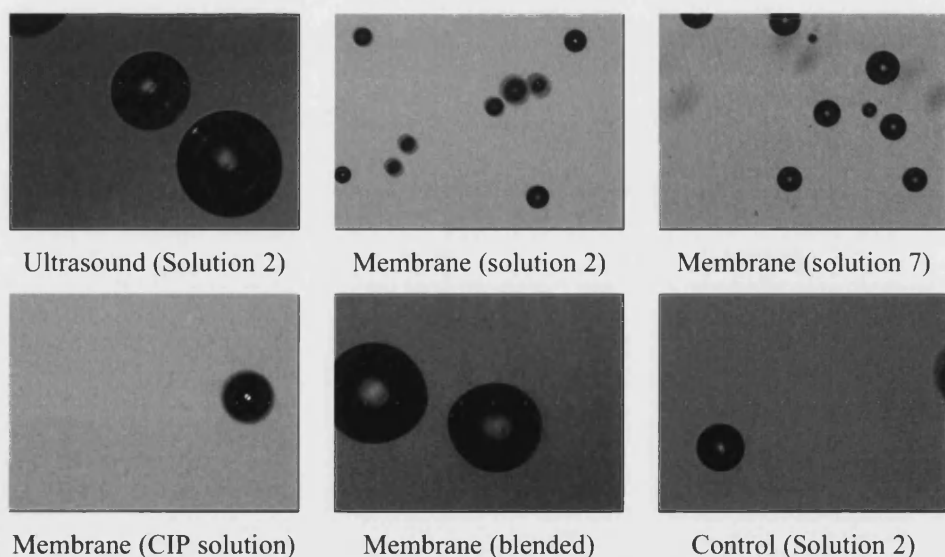 Ultrasound (Solution 2)
Membrane (solution 2)
Membrane (solution 7)
Membrane (CIP solution)
Membrane (blended)
Control (Solution 2)